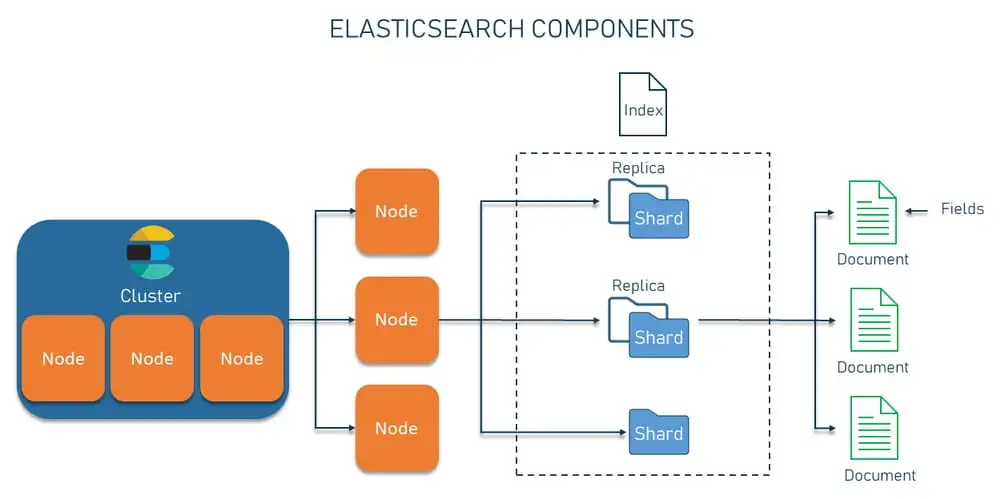 ELASTICSEARCH COMPONENTS
Index
Replica
Shard
Node
Fields
Document
Cluster
Node
Node
Node
Replica
Node
Shard
Document
Node
Shard
Document